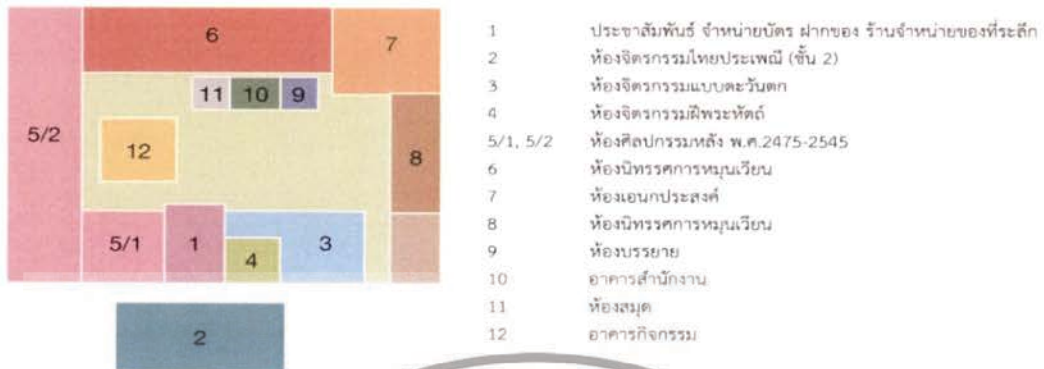 6
7
11 10 9
5/2
12
8
5/1 1 3
4
2
1 ประชาสัมพันธ์ จำหน่ายบัตร ฝากของ ร้านจำหน่ายของที่ระลึก
2 ห้องจิตรกรรมไทยประเพณี (ชั้น 2)
3 ห้องจิตรกรรมแบบตะวันตก
4 ห้องจิตรกรรมฝีพระหัตถ์
5/1, 5/2 ห้องศิลปกรรมหลัง พ.ศ.2475-2545
6 ห้องนิทรรศการหมุนเวียน
7 ห้องเอนกประสงค์
8 ห้องนิทรรศการหมุนเวียน
9 ห้องบรรยาย
10 อาคารสำนักงาน
11 ห้องสมุด
12 อาคารกิจกรรม